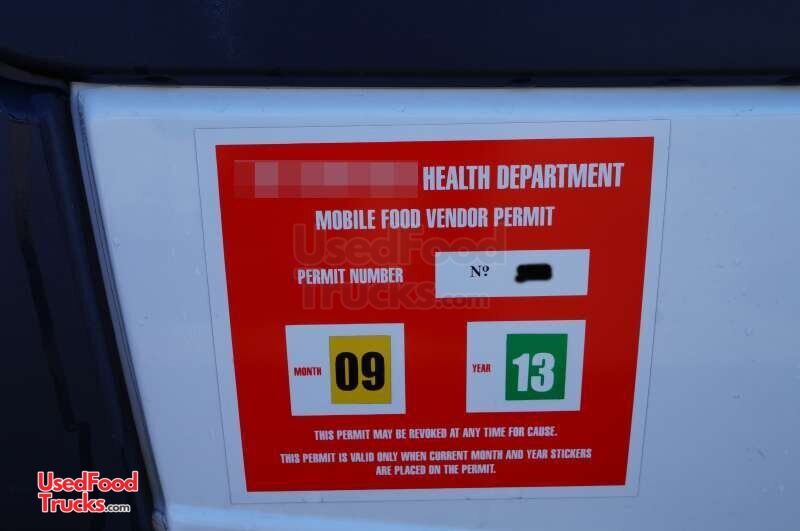 HEALTH DEPARTMENT
MOBILE FOOD VENDOR PERMIT
UsedFood
PERMIT NUMBER
Nº
Trucks.com
MONTH
09
YEAR
13
THIS PERMIT MAY BE REVOKED AT ANY TIME FOR CAUSE.
THIS PERMIT IS VALID ONLY WHEN CURRENT MONTH AND YEAR STICKERS
ARE PLACED ON THE PERMIT.
UsedFood
Trucks.com